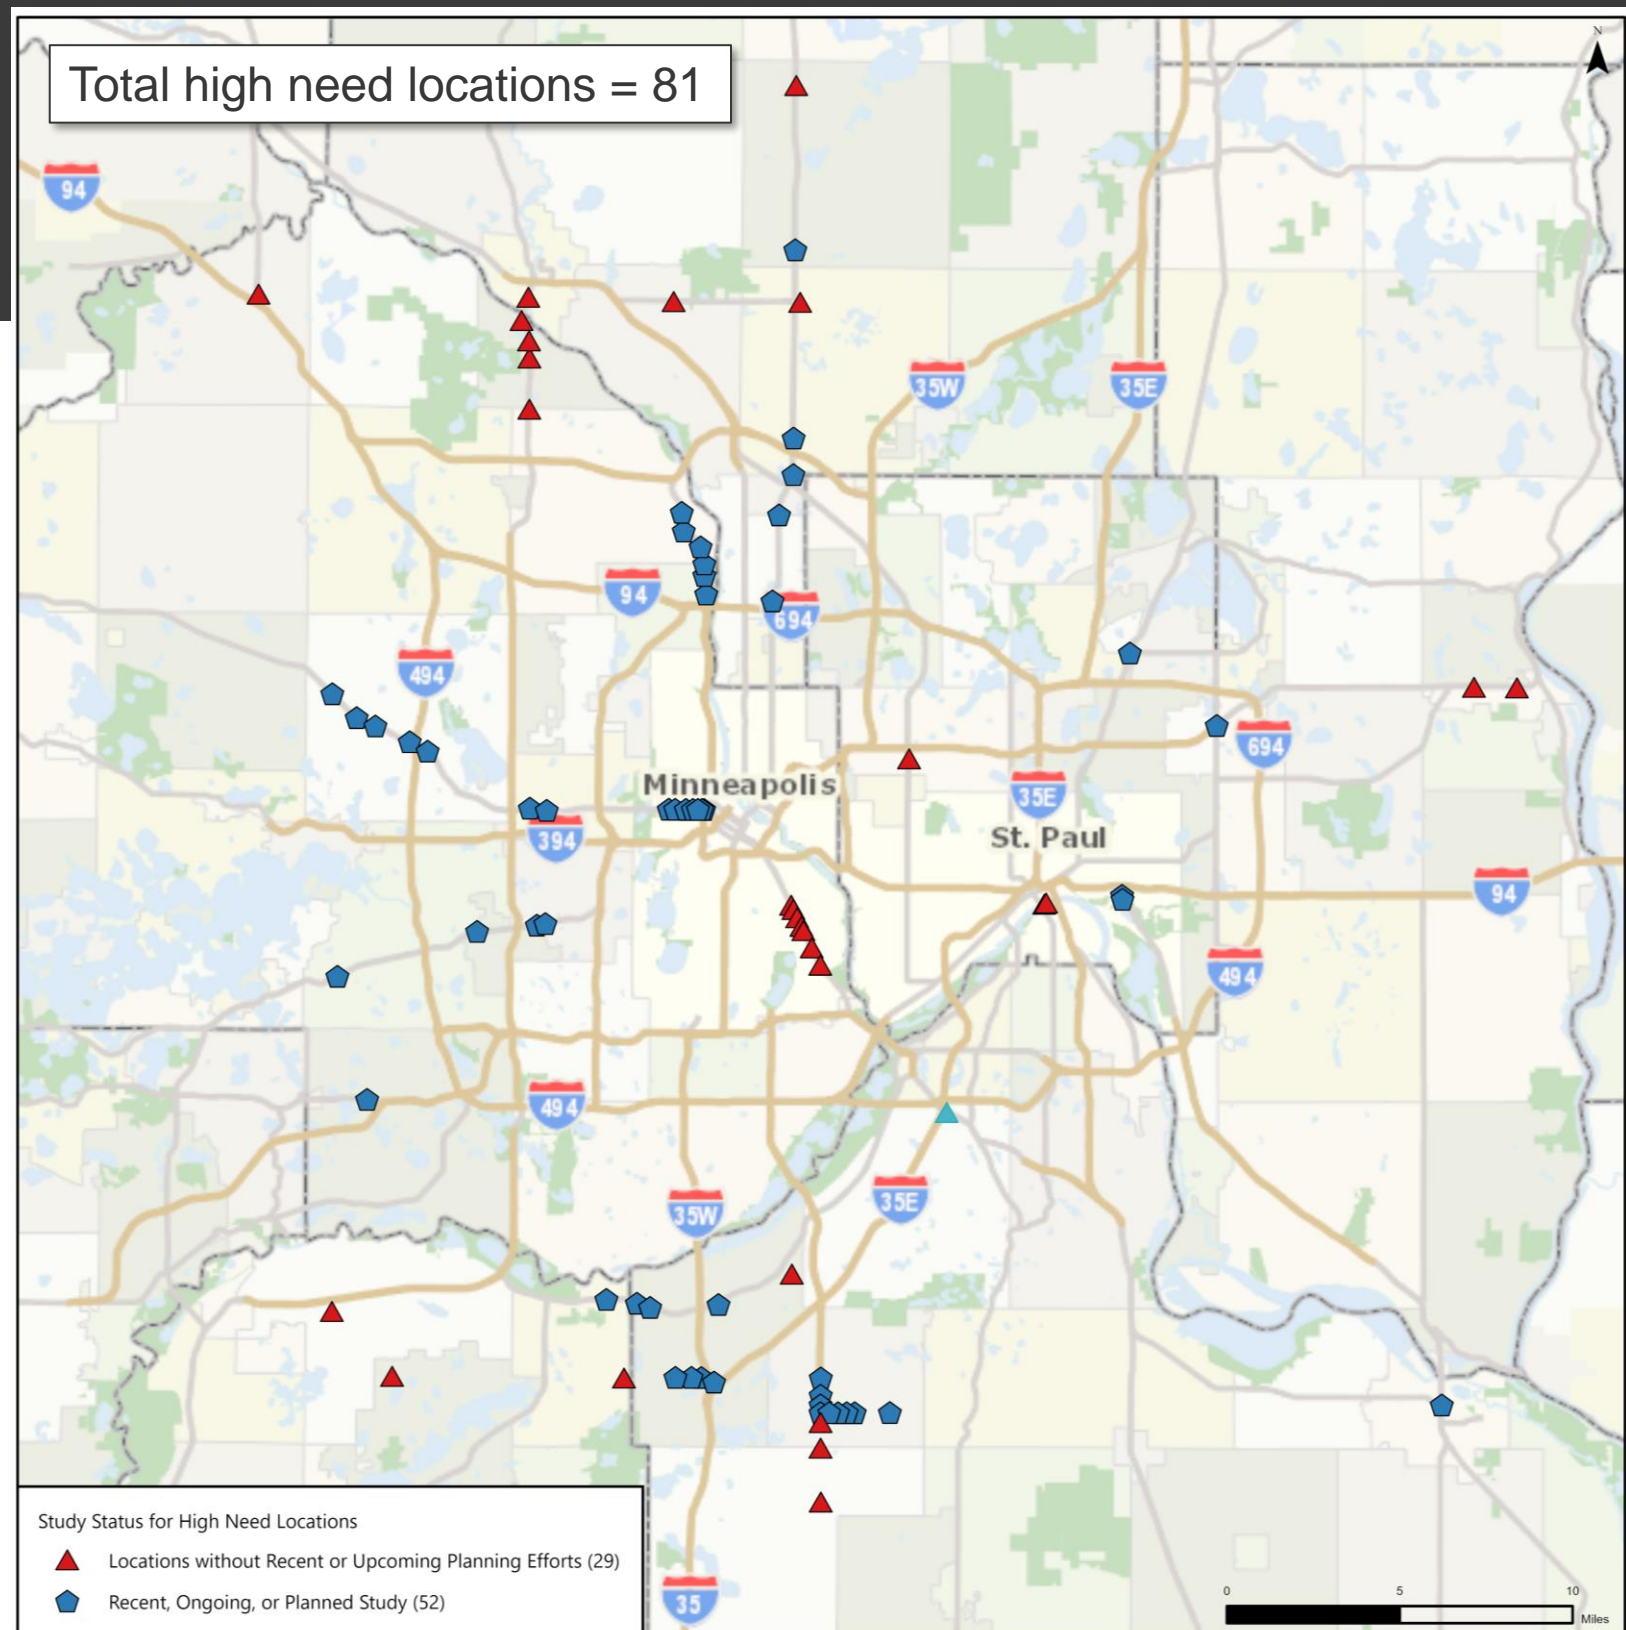 Total high need locations = 81
N
94
35W
35E
94
694
494
694
Minneapolis
35E
St. Paul
394
94
494
494
35E
35W
Study Status for High Need Locations
Locations without Recent or Upcoming Planning Efforts (29)
Recent, Ongoing, or Planned Study (52)
35
0 5 10
Miles